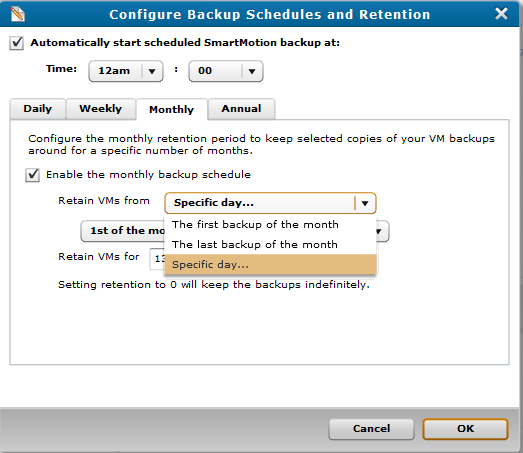 Configure Backup Schedules and Retention
Automatically start scheduled SmartMotion backup at:
Time: 12am : 00
Daily Weekly Monthly Annual
Configure the monthly retention period to keep selected copies of your VM backups
around for a specific number of months.
Enable the monthly backup schedule
Retain VMs from Specific day...
The first backup of the month
1st of the mo
The last backup of the month
Retain VMs for 13
Specific day...
Setting retention to 0 will keep the backups indefinitely.
Cancel OK